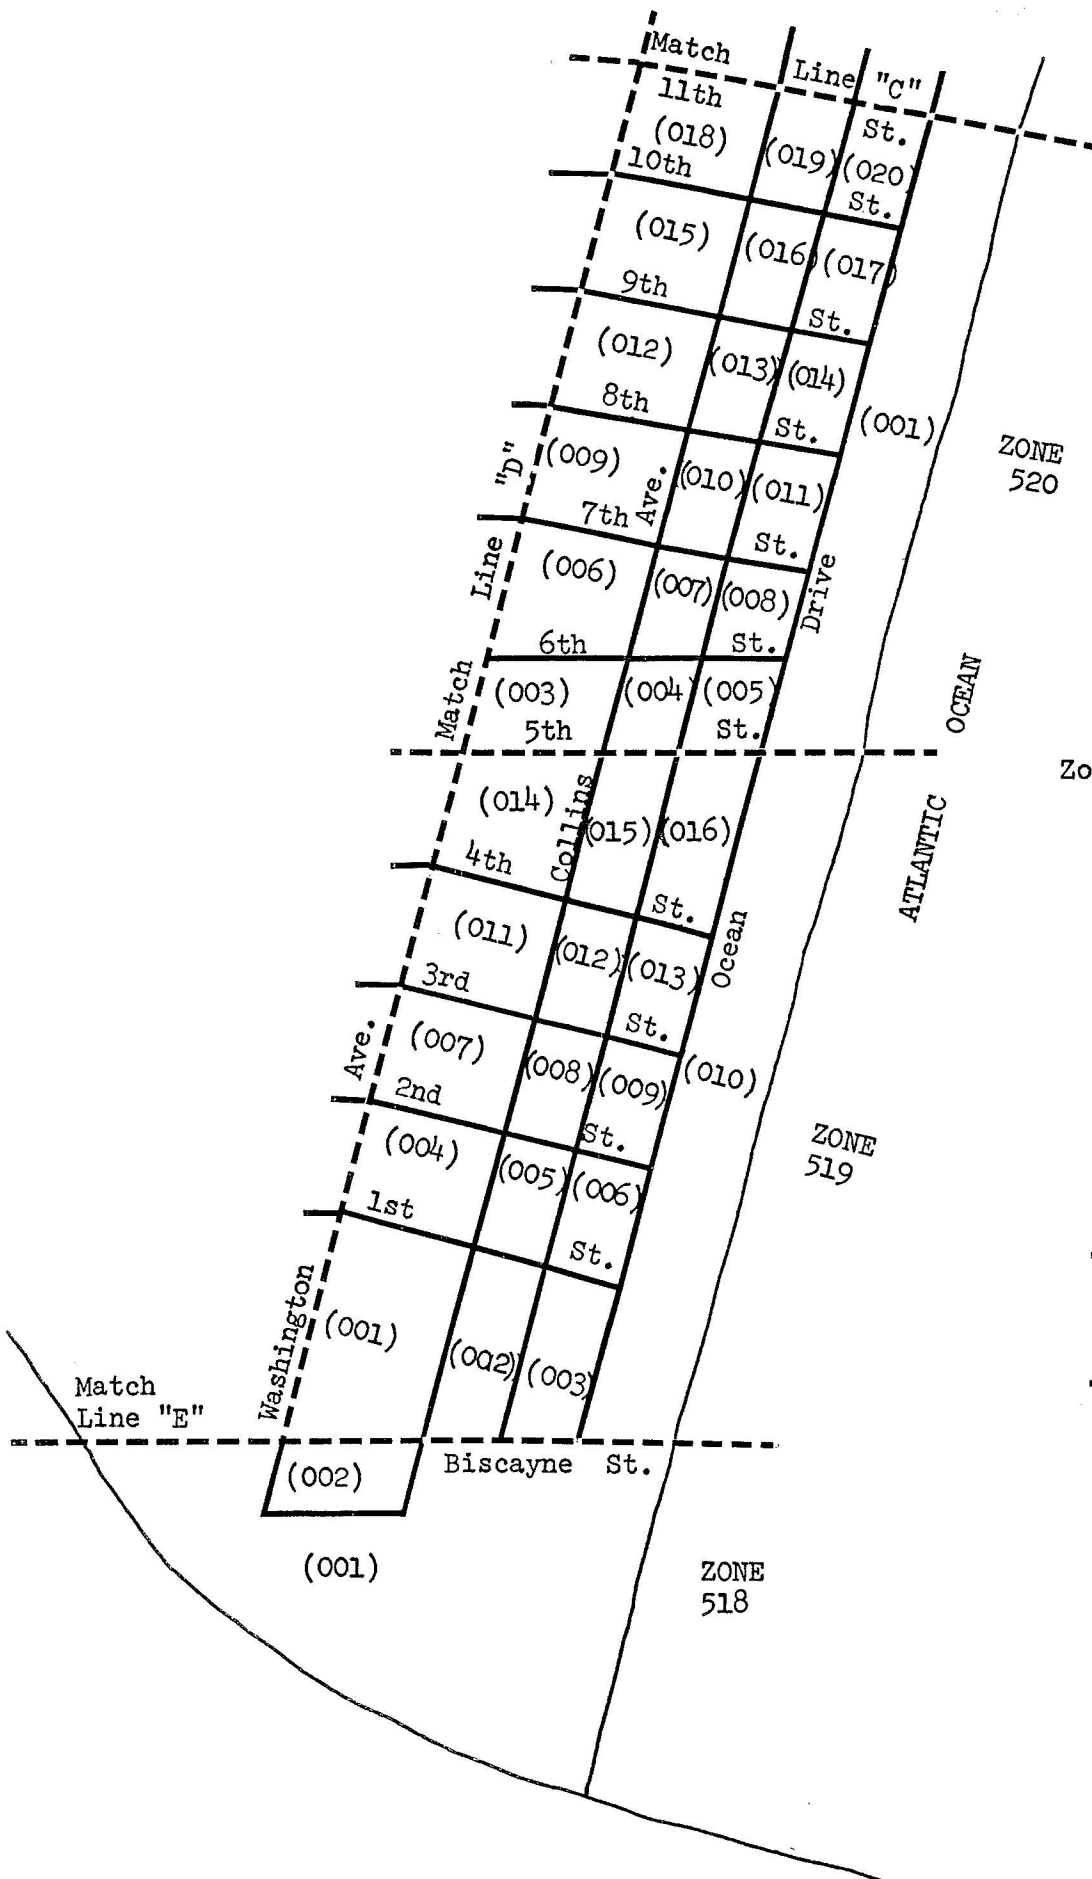 Match Line "C"
11th St.
(018) (019) (020)
10th St.
(015) (016) (017)
9th St.
(012) (013) (014)
(001)
8th St.
ZONE
520
"D"
(009) (010) (011)
Ave.
7th St.
Line
(006) (007) (008)
Drive
6th St.
Match
(003) (004) (005)
OCEAN
5th St.
Zo
(014) (015) (016)
Collins
ATLANTIC
4th St.
(011) (012) (013)
Ocean
3rd St.
Ave.
(007) (008) (009) (010)
2nd St.
ZONE
519
(004) (005) (006)
1st St.
Washington
(001) (002) (003)
Match
Line "E"
Biscayne St.
(002)
(001)
ZONE
518